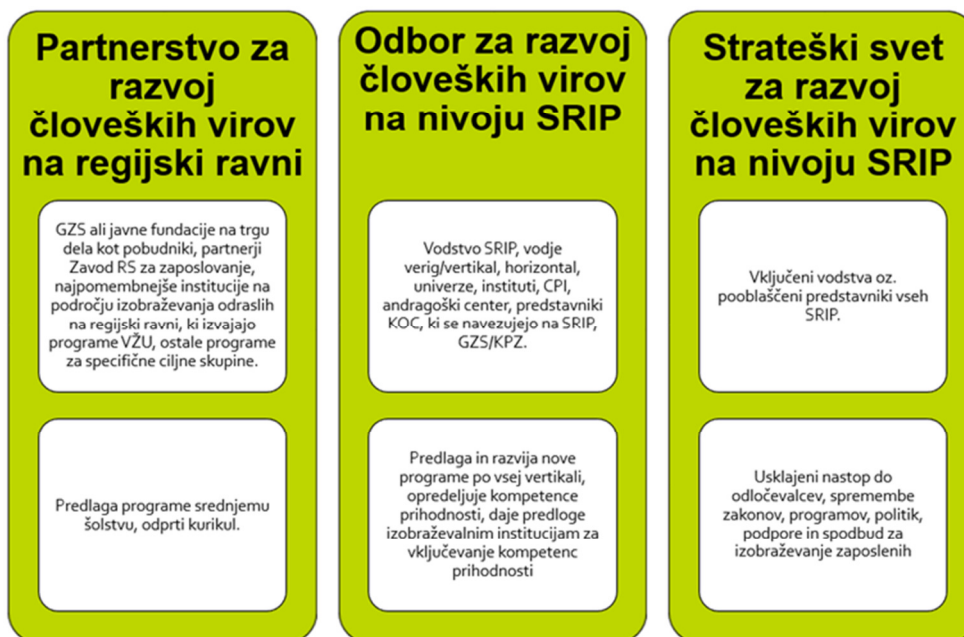 Partnerstvo za
razvoj
človeških virov
na regijski ravni
GZS ali javne fundacije na trgu
dela kot pobudniki, partnerji
Zavod RS za zaposlovanje,
najpomembnejše institucije na
področju izobraževanja odraslih
na regijski ravni, ki izvajajo
programe VŽU, ostale programe
za specifične ciljne skupine.
Predlaga programe srednjemu
šolstvu, odprti kurikul.
Odbor za razvoj
človeških virov
na nivoju SRIP
Vodstvo SRIP, vodje
verig/vertikal, horizontal,
univerze, instituti, CPI,
andragoški center, predstavniki
KOC, ki se navezujejo na SRIP,
GZS/KPZ.
Predlaga in razvija nove
programe po vsej vertikali,
opredeljuje kompetence
prihodnosti, daje predloge
izobraževalnim institucijam za
vključevanje kompetenc
prihodnosti
Strateški svet
za razvoj
človeških virov
na nivoju SRIP
Vključeni vodstva oz.
pooblaščeni predstavniki vseh
SRIP.
Usklajeni nastop do
odločevalcev, spremembe
zakonov, programov, politik,
podpore in spodbud za
izobraževanje zaposlenih